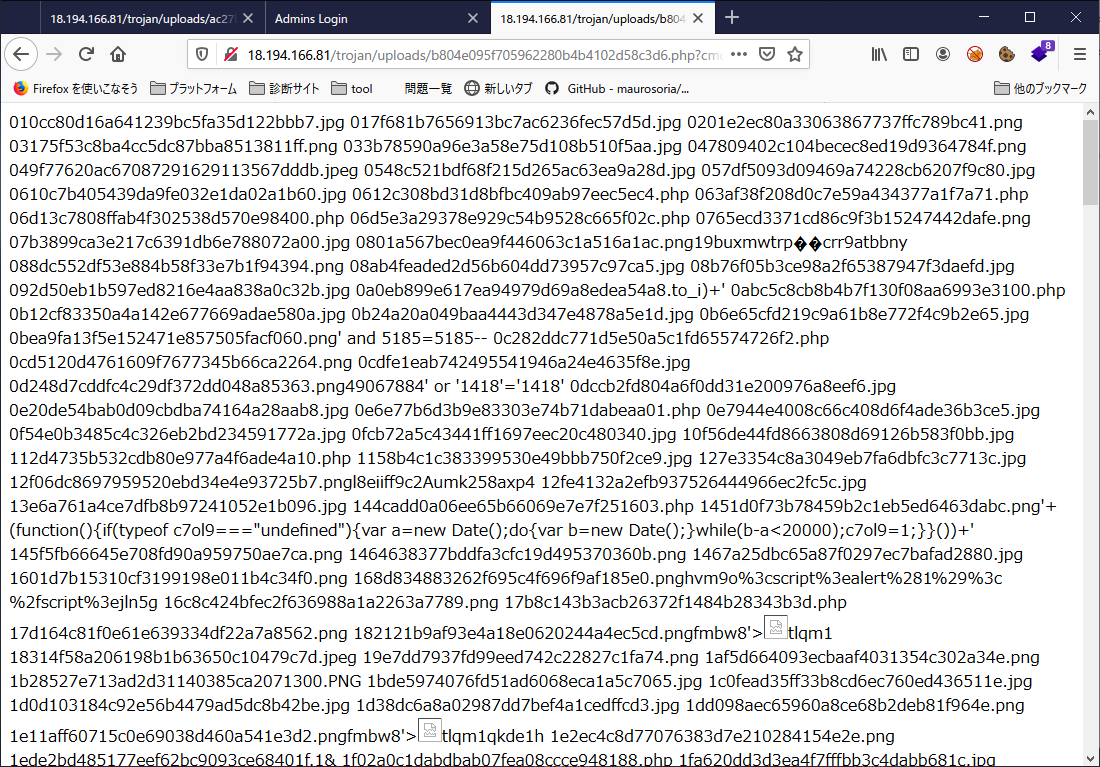 18.194.166.81/trojan/uploads/ac27
Admins Login
18.194.166.81/trojan/uploads/b804
18.194.166.81/trojan/uploads/b804e095f705962280b4b4102d58c3d6.php?cm
8
Firefox を使いこなそう プラットフォーム 診断サイト tool 問題一覧 新しいタブ GitHub - maurosoria/... 他のブックマーク
010cc80d16a641239bc5fa35d122bbb7.jpg 017f681b7656913bc7ac6236fec57d5d.jpg 0201e2ec80a33063867737ffc789bc41.png
03175f53c8ba4cc5dc87bba8513811ff.png 033b78590a96e3a58e75d108b510f5aa.jpg 047809402c104becec8ed19d9364784f.png
049f77620ac67087291629113567dddb.jpeg 0548c521bdf68f215d265ac63ea9a28d.jpg 057df5093d09469a74228cb6207f9c80.jpg
0610c7b405439da9fe032e1da02a1b60.jpg 0612c308bd31d8bfbc409ab97eec5ec4.php 063af38f208d0c7e59a434377a1f7a71.php
06d13c7808ffab4f302538d570e98400.php 06d5e3a29378e929c54b9528c665f02c.php 0765ecd3371cd86c9f3b15247442dafe.png
07b3899ca3e217c6391db6e788072a00.jpg 0801a567bec0ea9f446063c1a516a1ac.png19buxmwtrp��crr9atbbny
088dc552df53e884b58f33e7b1f94394.png 08ab4feaded2d56b604dd73957c97ca5.jpg 08b76f05b3ce98a2f65387947f3daefd.jpg
092d50eb1b597ed8216e4aa838a0c32b.jpg 0a0eb899e617ea94979d69a8edea54a8.to_i)+' 0abc5c8cb8b4b7f130f08aa6993e3100.php
0b12cf83350a4a142e677669adae580a.jpg 0b24a20a049baa4443d347e4878a5e1d.jpg 0b6e65cfd219c9a61b8e772f4c9b2e65.jpg
0bea9fa13f5e152471e857505facf060.png' and 5185=5185-- 0c282ddc771d5e50a5c1fd65574726f2.php
0cd5120d4761609f7677345b66ca2264.png 0cdfe1eab742495541946a24e4635f8e.jpg
0d248d7cddfc4c29df372dd048a85363.png49067884' or '1418'='1418' 0dccb2fd804a6f0dd31e200976a8eef6.jpg
0e20de54bab0d09cbdba74164a28aab8.jpg 0e6e77b6d3b9e83303e74b71dabeaa01.php 0e7944e4008c66c408d6f4ade36b3ce5.jpg
0f54e0b3485c4c326eb2bd234591772a.jpg 0fcb72a5c43441ff1697eec20c480340.jpg 10f56de44fd8663808d69126b583f0bb.jpg
112d4735b532cdb80e977a4f6ade4a10.php 1158b4c1c383399530e49bbb750f2ce9.jpg 127e3354c8a3049eb7fa6dbfc3c7713c.jpg
12f06dc8697959520ebd34e4e93725b7.pngl8eiiff9c2Aumk258axp4 12fe4132a2efb937526444966ec2fc5c.jpg
13e6a761a4ce7dfb8b97241052e1b096.jpg 144cadd0a06ee65b66069e7e7f251603.php 1451d0f73b78459b2c1eb5ed6463dabc.png'+
(function(){if(typeof c7ol9==="undefined"){var a=new Date();do{var b=new Date();}while(b-a<20000);c7ol9=1;}}())+'
145f5fb66645e708fd90a959750ae7ca.png 1464638377bddfa3cfc19d495370360b.png 1467a25dbc65a87f0297ec7bafad2880.jpg
1601d7b15310cf3199198e011b4c34f0.png 168d834883262f695c4f696f9af185e0.pnghvm9o%3cscript%3ealert%281%29%3c
%2fscript%3ejln5g 16c8c424bfec2f636988a1a2263a7789.png 17b8c143b3acb26372f1484b28343b3d.php
17d164c81f0e61e639334df22a7a8562.png 182121b9af93e4a18e0620244a4ec5cd.pngfmbw8'>tlqm1
18314f58a206198b1b63650c10479c7d.jpeg 19e7dd7937fd99eed742c22827c1fa74.png 1af5d664093ecbaaf4031354c302a34e.png
1b28527e713ad2d31140385ca2071300.PNG 1bde5974076fd51ad6068eca1a5c7065.jpg 1c0fead35ff33b8cd6ec760ed436511e.jpg
1d0d103184c92e56b4479ad5dc8b42be.jpg 1d38dc6a8a02987dd7bef4a1cedffcd3.jpg 1dd098aec65960a8ce68b2deb81f964e.png
1e11aff60715c0e69038d460a541e3d2.pngfmbw8'>tlqm1qkde1h 1e2ec4c8d77076383d7e210284154e2e.png
1ede2bd485177eef62bc9093ce68401f.1& 1f02a0c1dabdbab07fea08ccce948188.php 1fa620dd3d3ea4f7fffbb3c4dabb681c.jpg